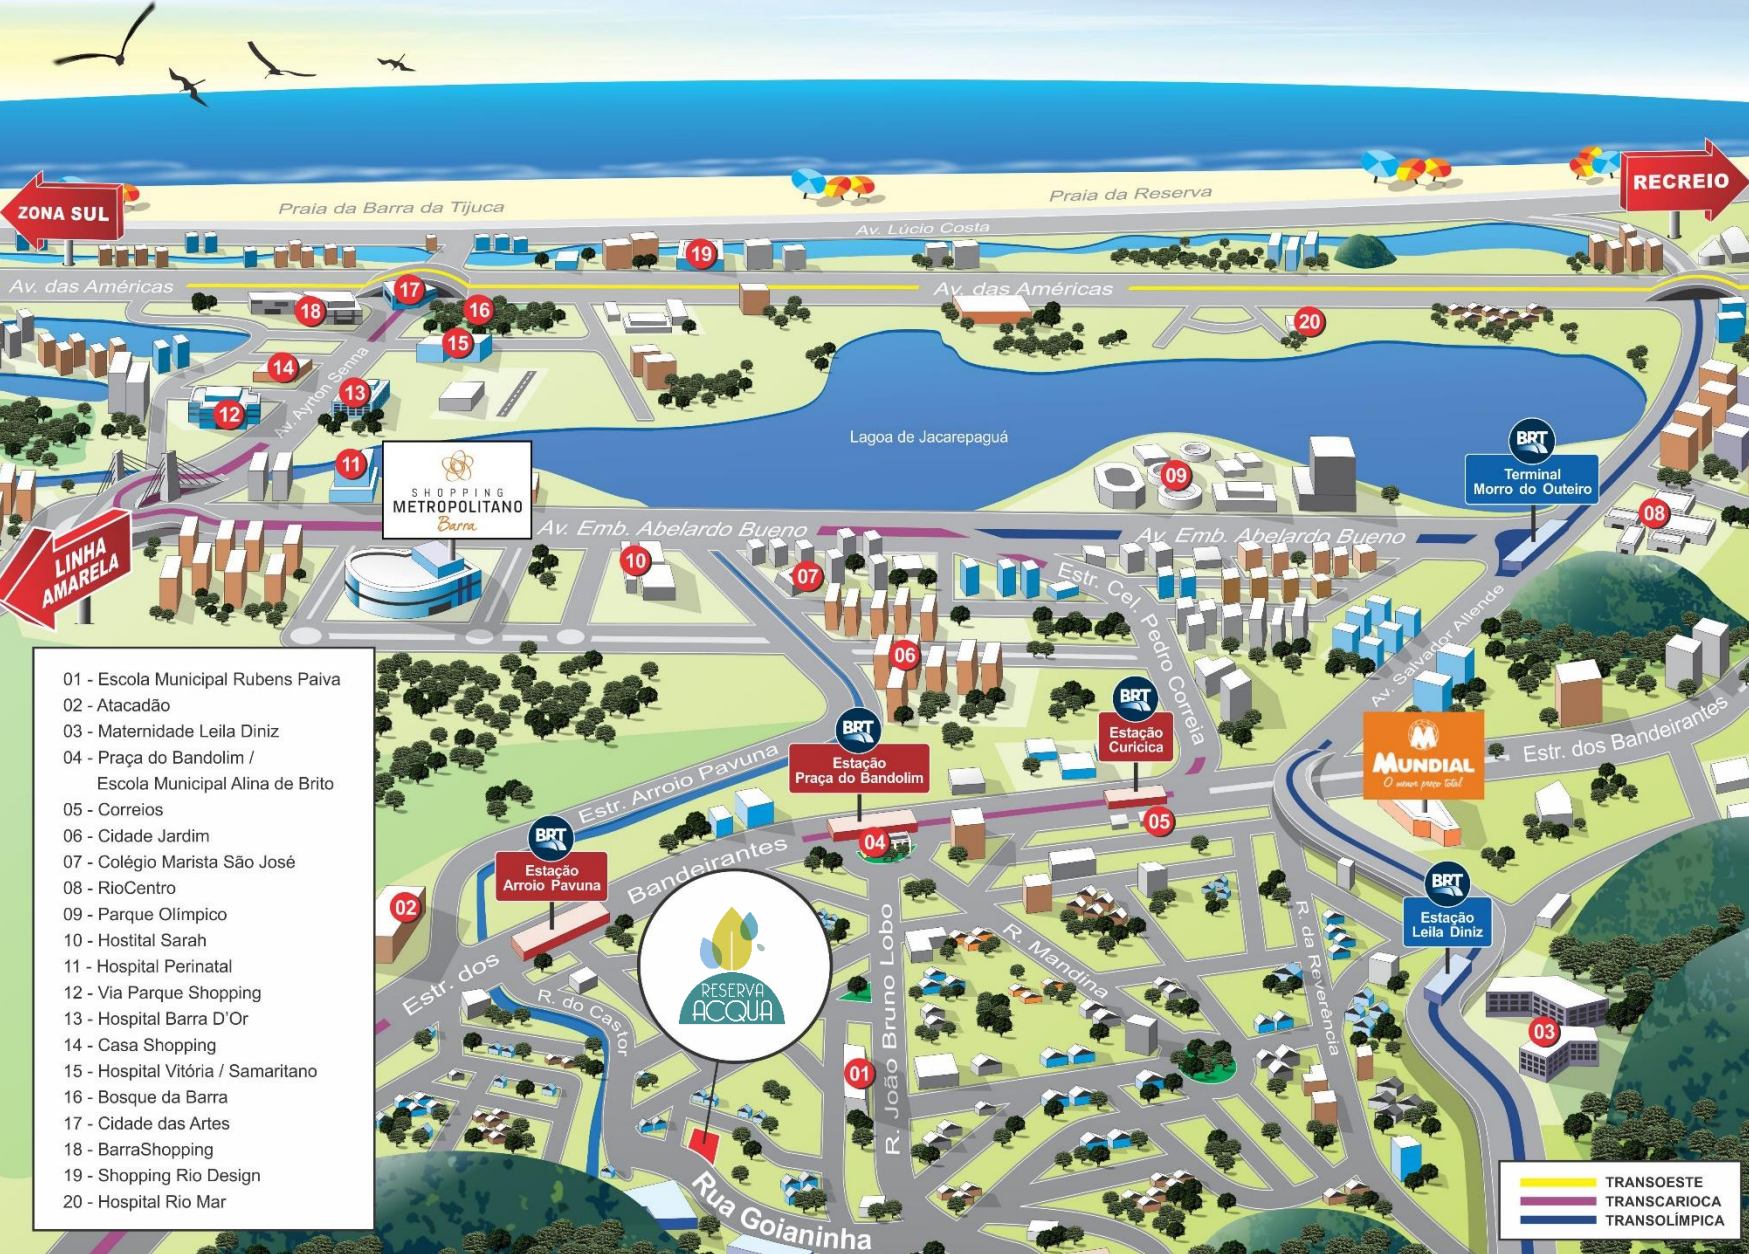 ZONA SUL
Praia da Barra da Tijuca
Praia da Reserva
RECREIO
Av. Lúcio Costa
19
Av. das Américas
17
Av. das Américas
18
16
20
15
14
Av. Ayrton Senna
13
12
Lagoa de Jacarepaguá
BRT
Terminal
Morro do Outeiro
11
SHOPPING
METROPOLITANO
Barra
09
08
LINHA
AMARELA
Av. Emb. Abelardo Bueno
Av. Emb. Abelardo Bueno
10
07
Estr. Cel. Pedro Correia
Av. Salvador Allende
06
BRT
Estação
Curicica
BRT
Estação
Praça do Bandolim
MUNDIAL
O menor preço total
Estr. dos Bandeirantes
Estr. Arroio Pavuna
05
04
BRT
Estação
Arroio Pavuna
Estr. dos Bandeirantes
02
BRT
Estação
Leila Diniz
RESERVA
ACQUA
R. do Castor
R. João Bruno Lobo
R. Mandina
R. da Reverência
03
01
Rua Goianinha
01 - Escola Municipal Rubens Paiva
02 - Atacadão
03 - Maternidade Leila Diniz
04 - Praça do Bandolim /
Escola Municipal Alina de Brito
05 - Correios
06 - Cidade Jardim
07 - Colégio Marista São José
08 - RioCentro
09 - Parque Olímpico
10 - Hostital Sarah
11 - Hospital Perinatal
12 - Via Parque Shopping
13 - Hospital Barra D'Or
14 - Casa Shopping
15 - Hospital Vitória / Samaritano
16 - Bosque da Barra
17 - Cidade das Artes
18 - BarraShopping
19 - Shopping Rio Design
20 - Hospital Rio Mar
TRANSOESTE
TRANSCARIOCA
TRANSOLÍMPICA